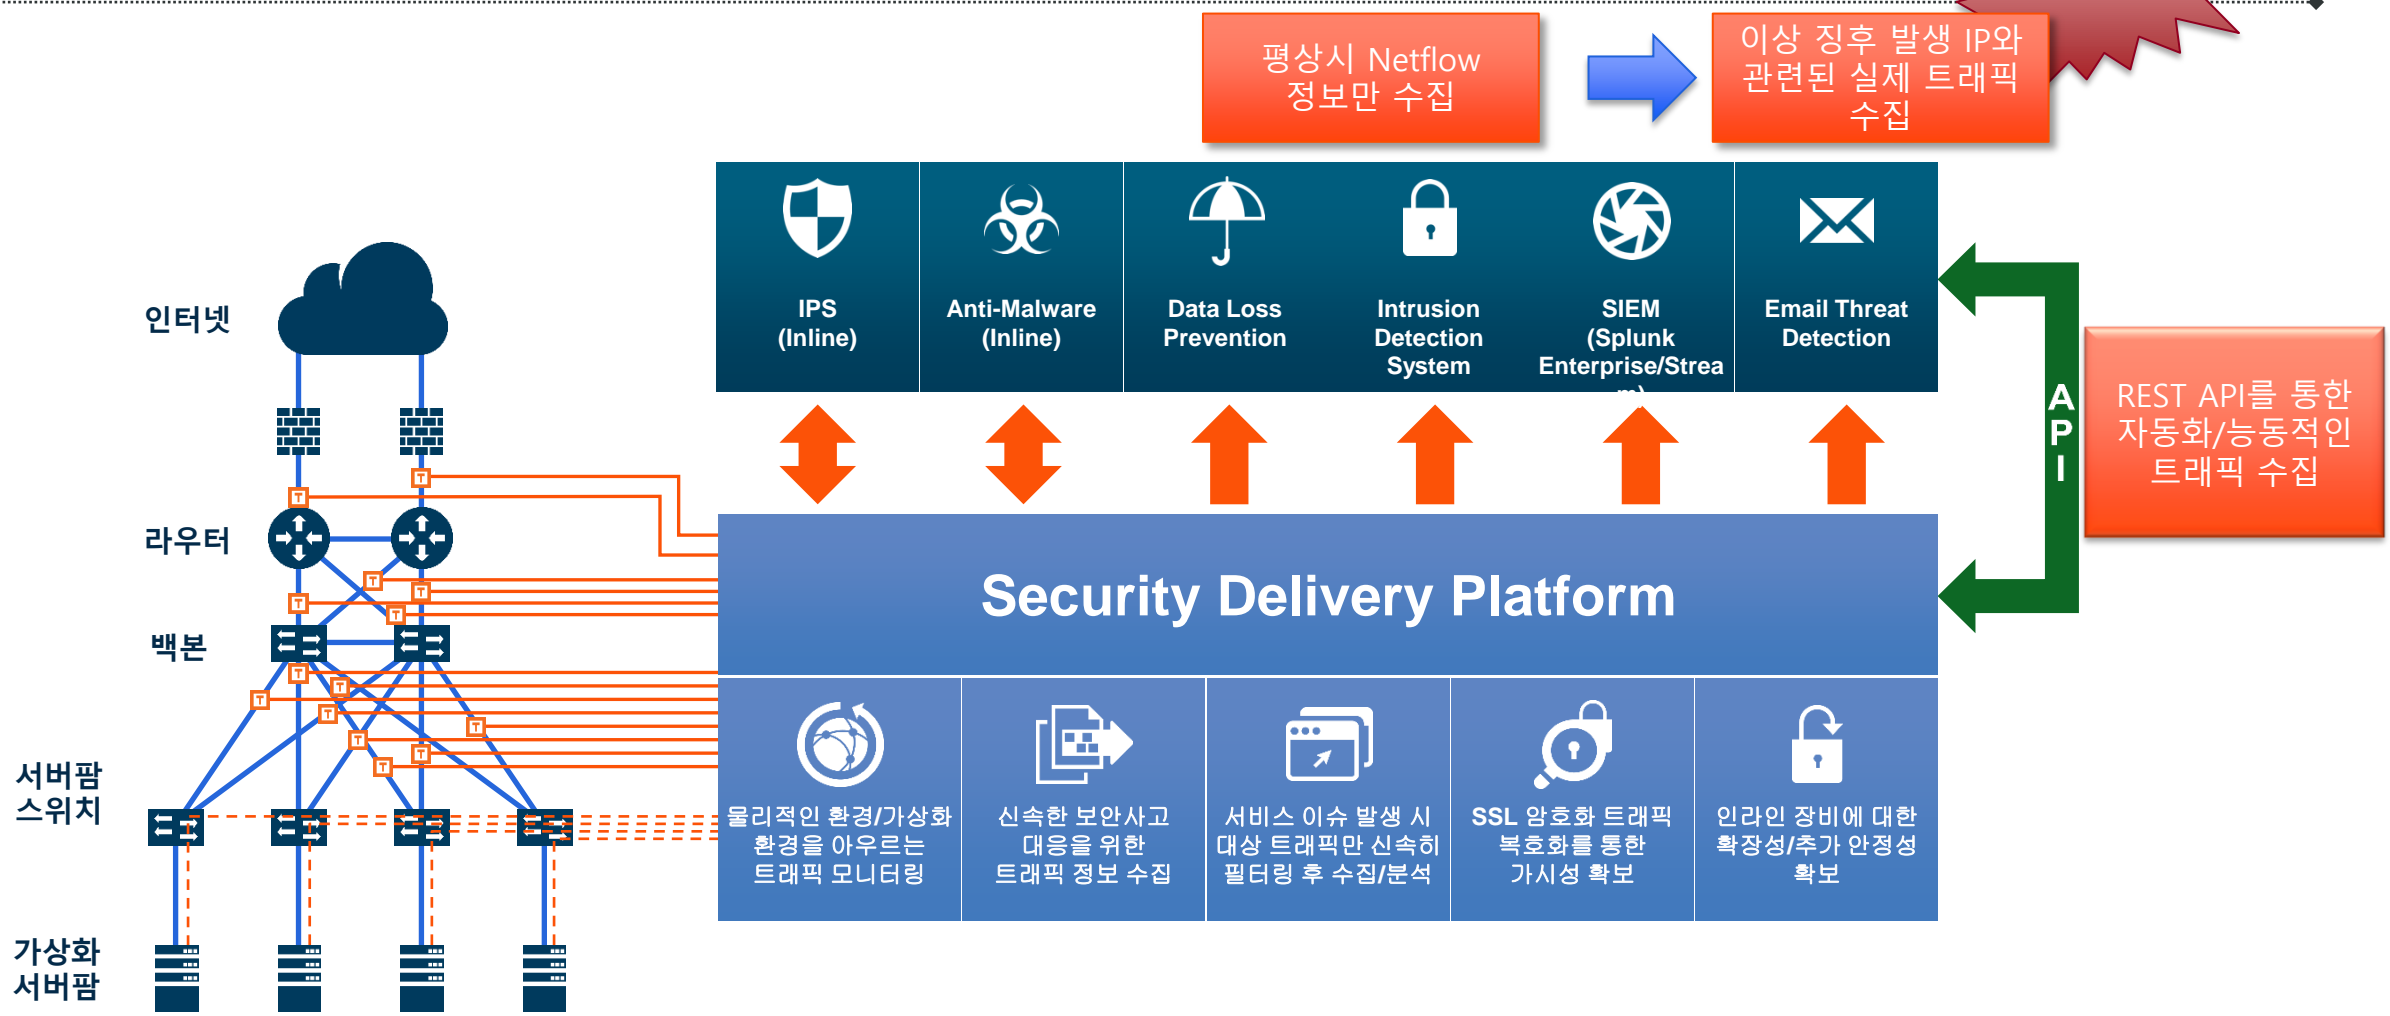 평상시 Netflow
정보만 수집
이상 징후 발생 IP와
관련된 실제 트래픽
수집
IPS
(Inline)
Anti-Malware
(Inline)
Data Loss
Prevention
Intrusion
Detection
System
SIEM
(Splunk
Enterprise/Strea
m)
Email Threat
Detection
A
P
I
REST API를 통한
자동화/능동적인
트래픽 수집
인터넷
라우터
백본
서버팜
스위치
가상화
서버팜
T
T
T
T
T
T
T
T
T
T
T
T
T
T
Security Delivery Platform
물리적인 환경/가상화
환경을 아우르는
트래픽 모니터링
신속한 보안사고
대응을 위한
트래픽 정보 수집
서비스 이슈 발생 시
대상 트래픽만 신속히
필터링 후 수집/분석
SSL 암호화 트래픽
복호화를 통한
가시성 확보
인라인 장비에 대한
확장성/추가 안정성
확보